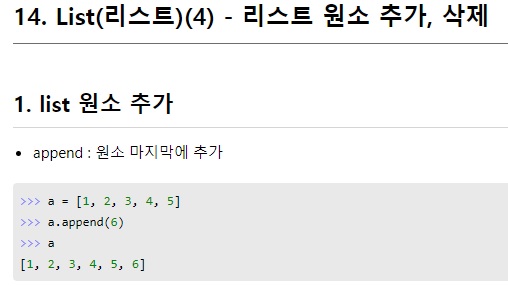 14. List(리스트)(4) - 리스트 원소 추가, 삭제
1. list 원소 추가
• append : 원소 마지막에 추가
>>> a = [1, 2, 3, 4, 5]
>>> a.append(6)
>>> a
[1, 2, 3, 4, 5, 6]